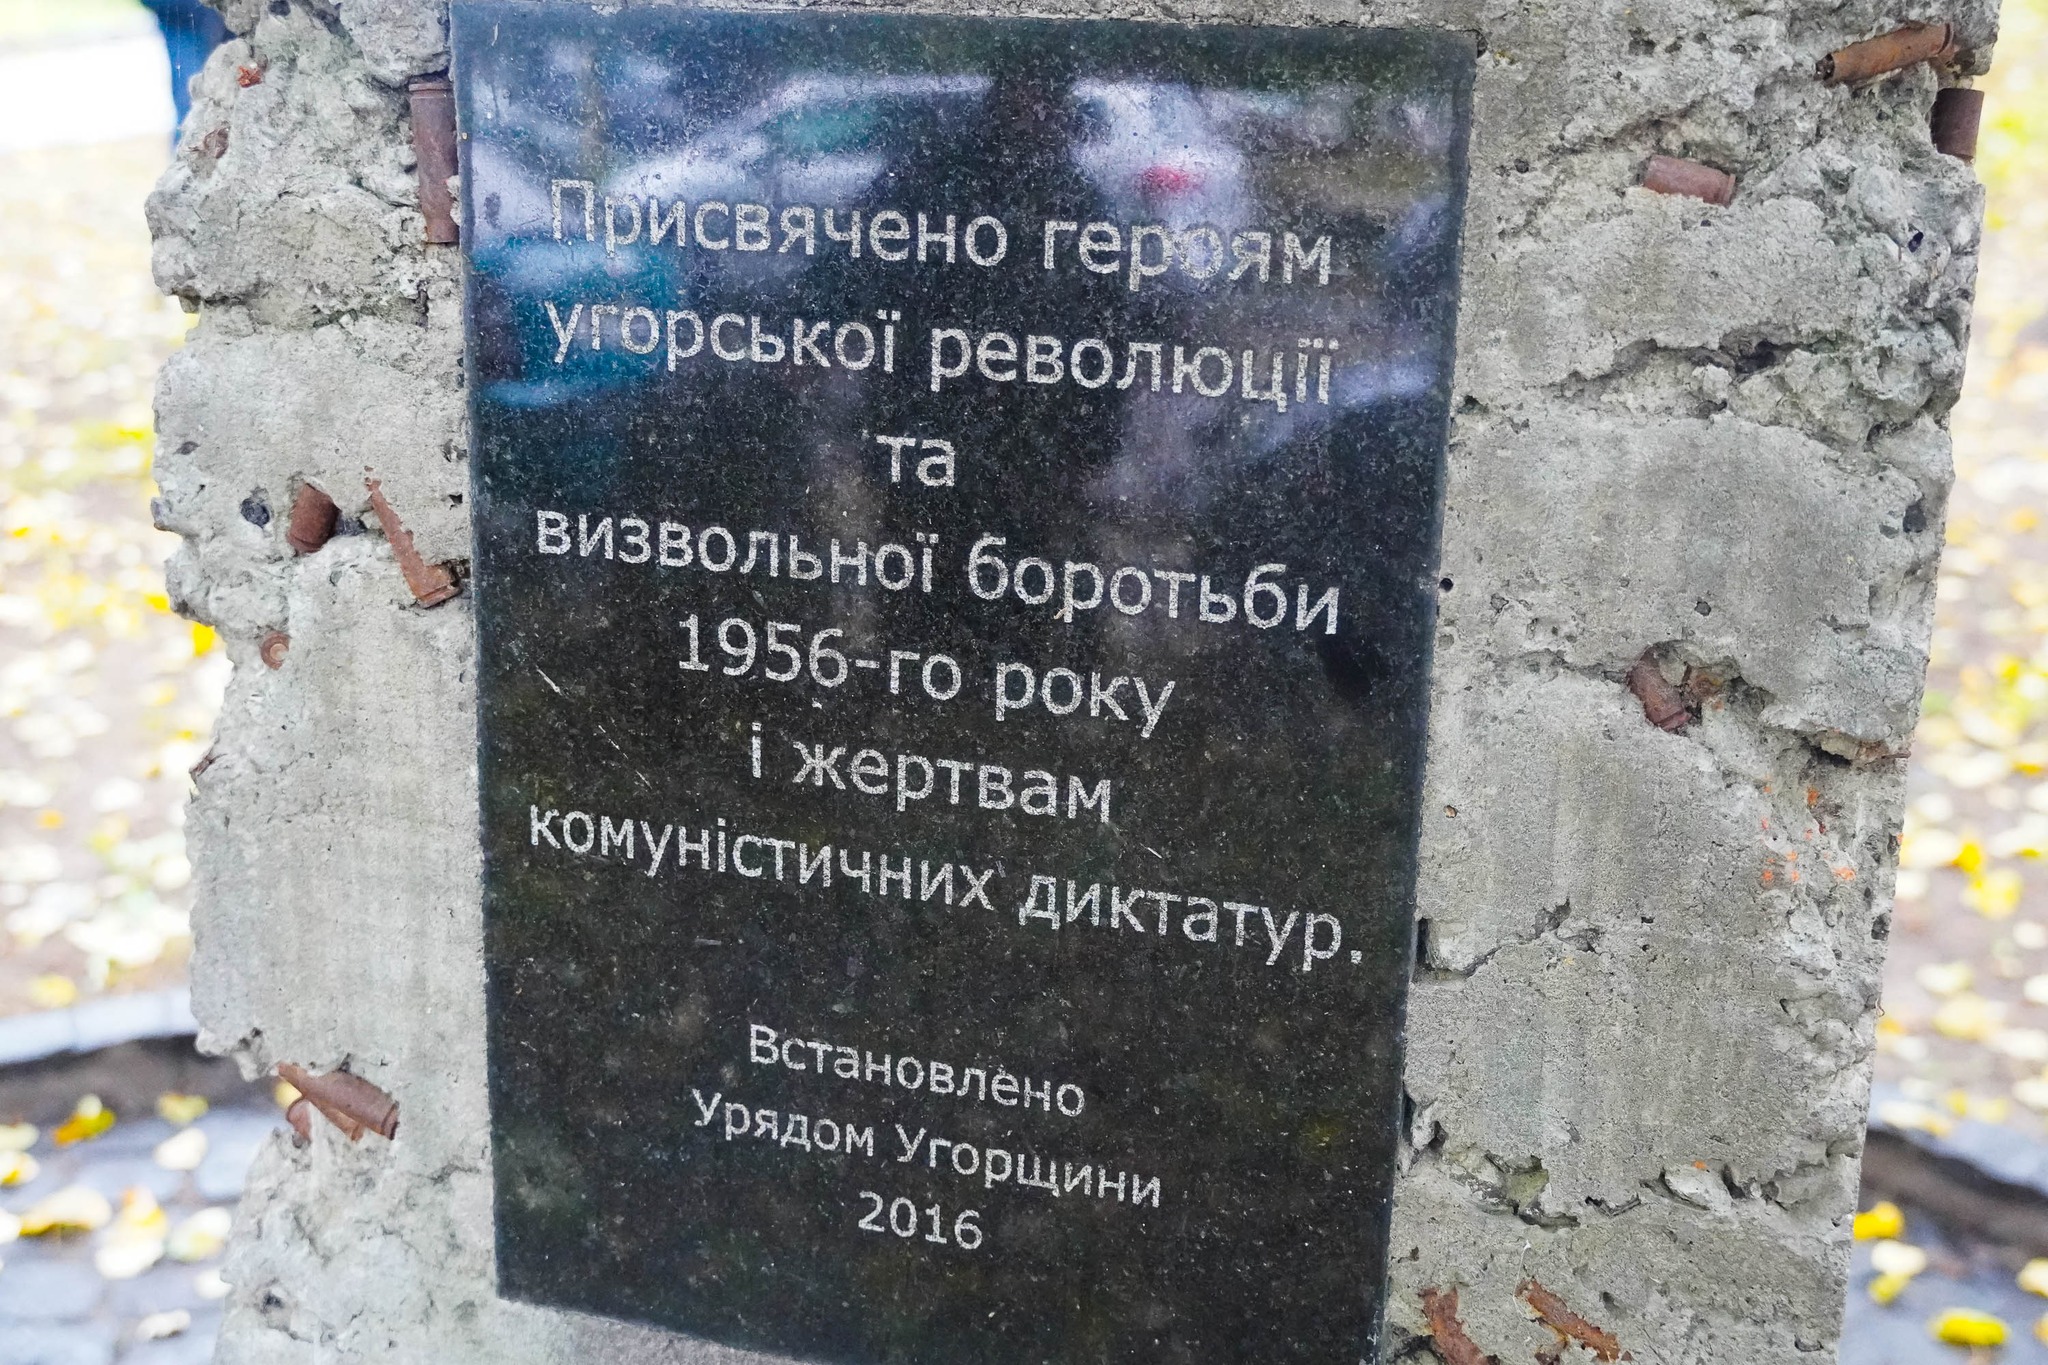 Присвячено героям
угорської революції
та
визвольної боротьби
1956-го року
і жертвам
комуністичних диктатур.
Встановлено
Урядом Угорщини
2016